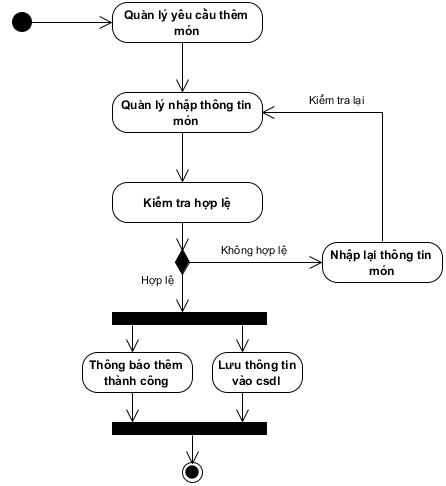 Quản lý yêu cầu thêm
món
Quản lý nhập thông tin
món
Kiểm tra lại
Kiểm tra hợp lệ
Không hợp lệ
Nhập lại thông tin
món
Hợp lệ
Thông báo thêm
thành công
Lưu thông tin
vào csdl